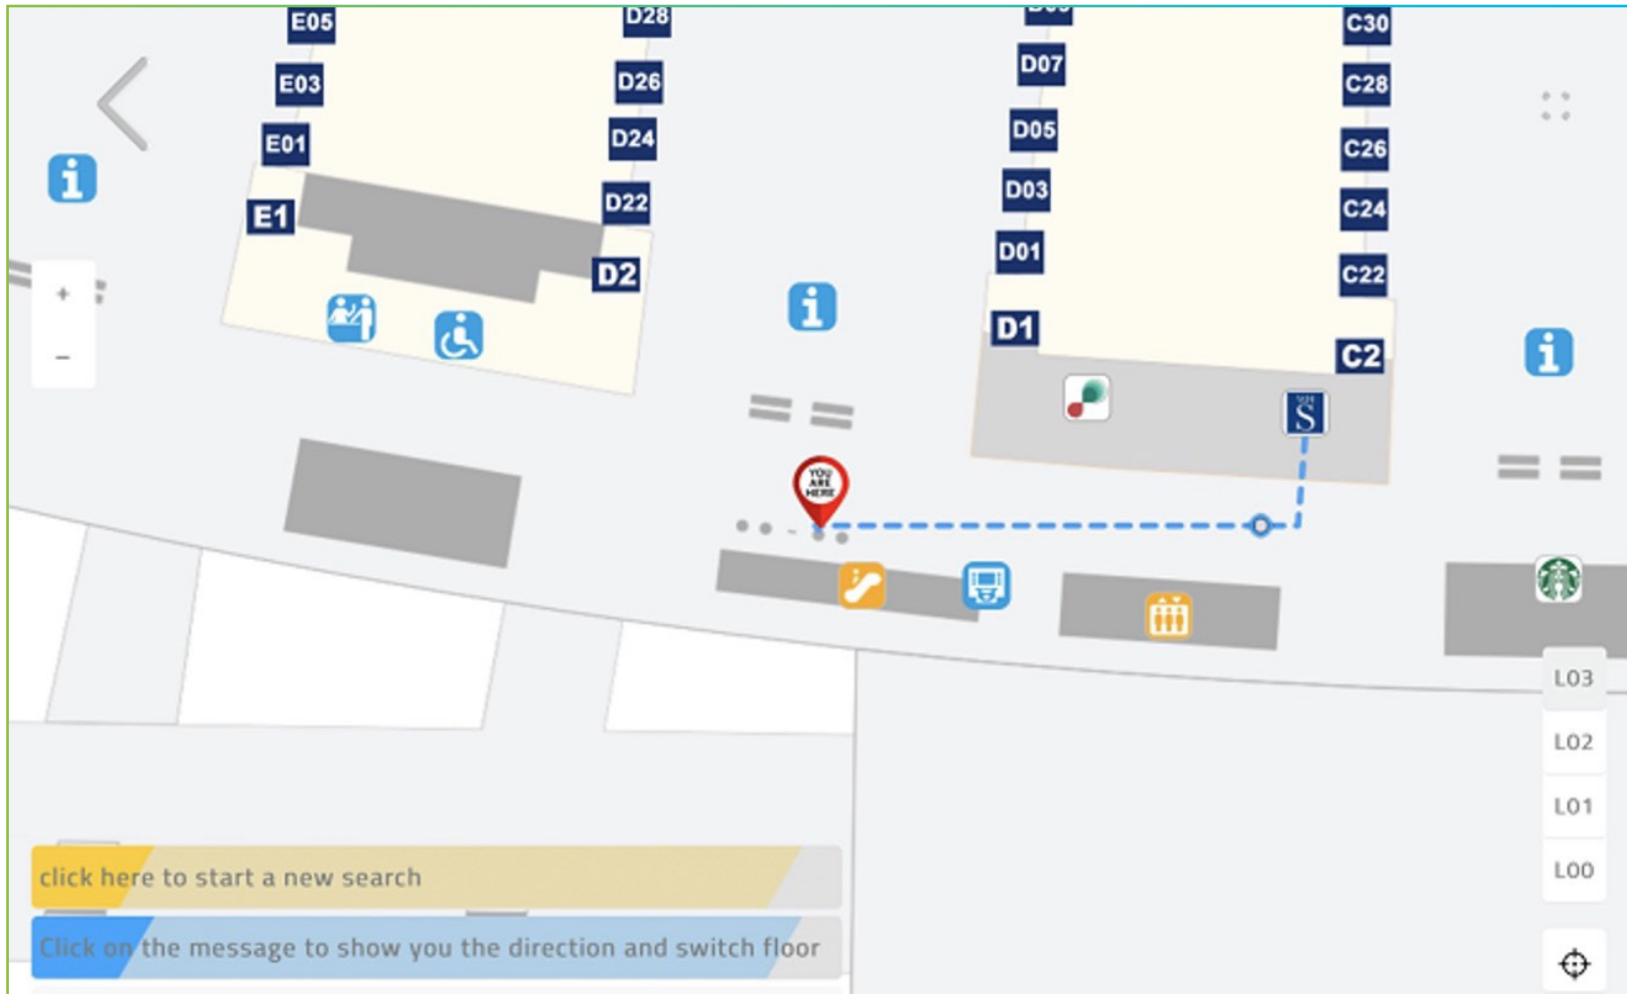 E05
D28
D09
C30
E03
D26
D07
C28
E01
D24
D05
C26
E1
D22
D03
C24
D2
D01
C22
D1
C2
WH
S
YOU
ARE
HERE
L03
L02
L01
L00
click here to start a new search
Click on the message to show you the direction and switch floor